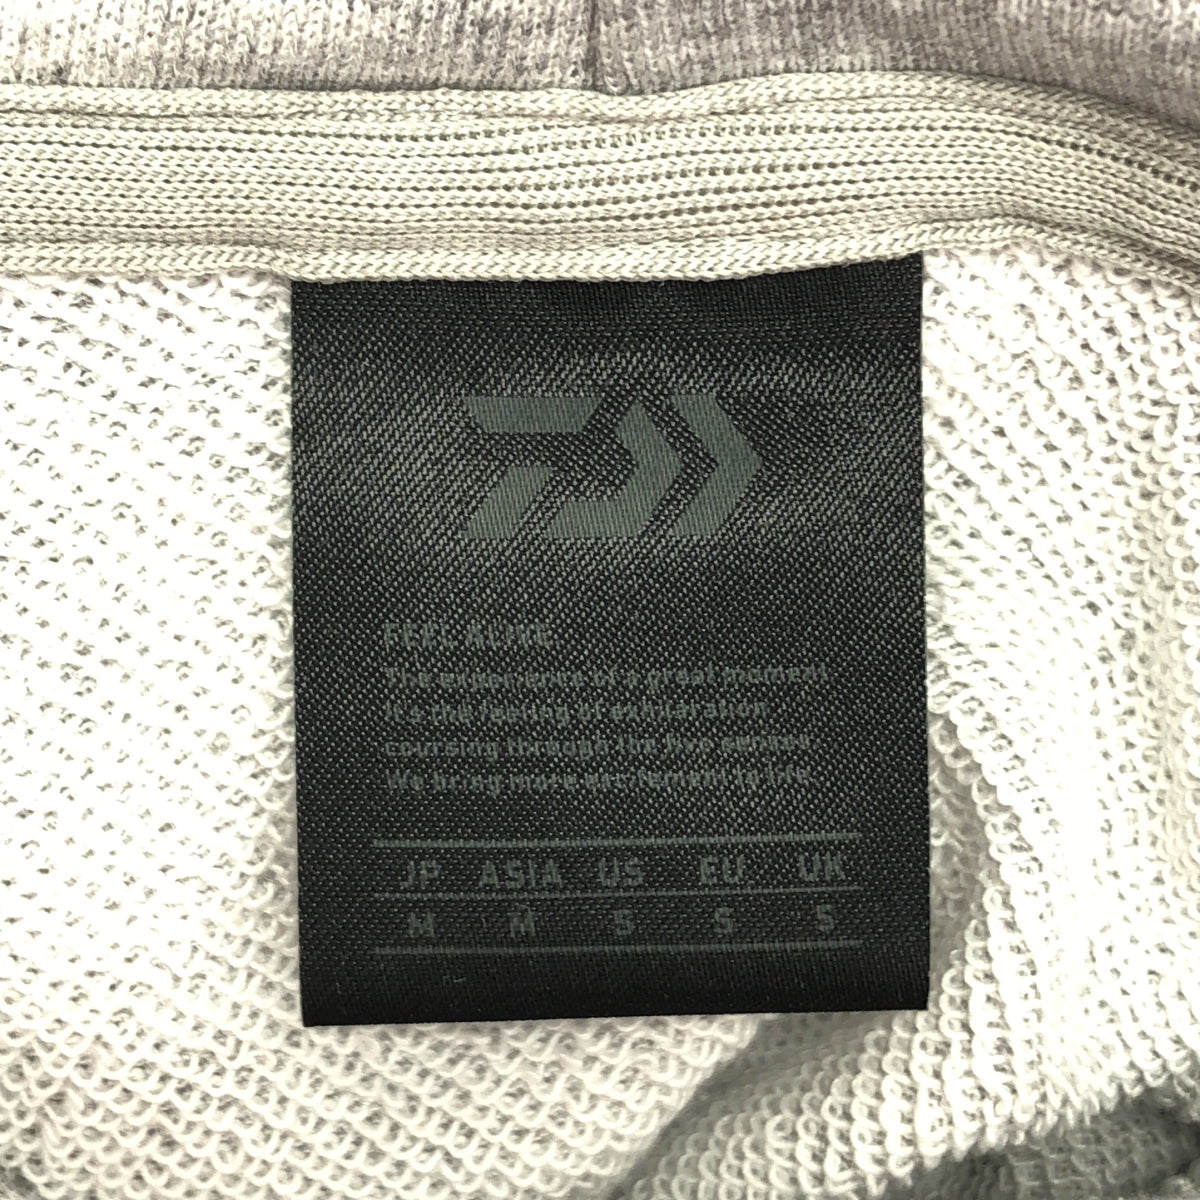 FEEL ALIVE
The experience of a great moment
It's the feeling of exhilaration
coursing through the five senses
We bring more excitement to life.
JP ASIA US EU UK
M M S S S